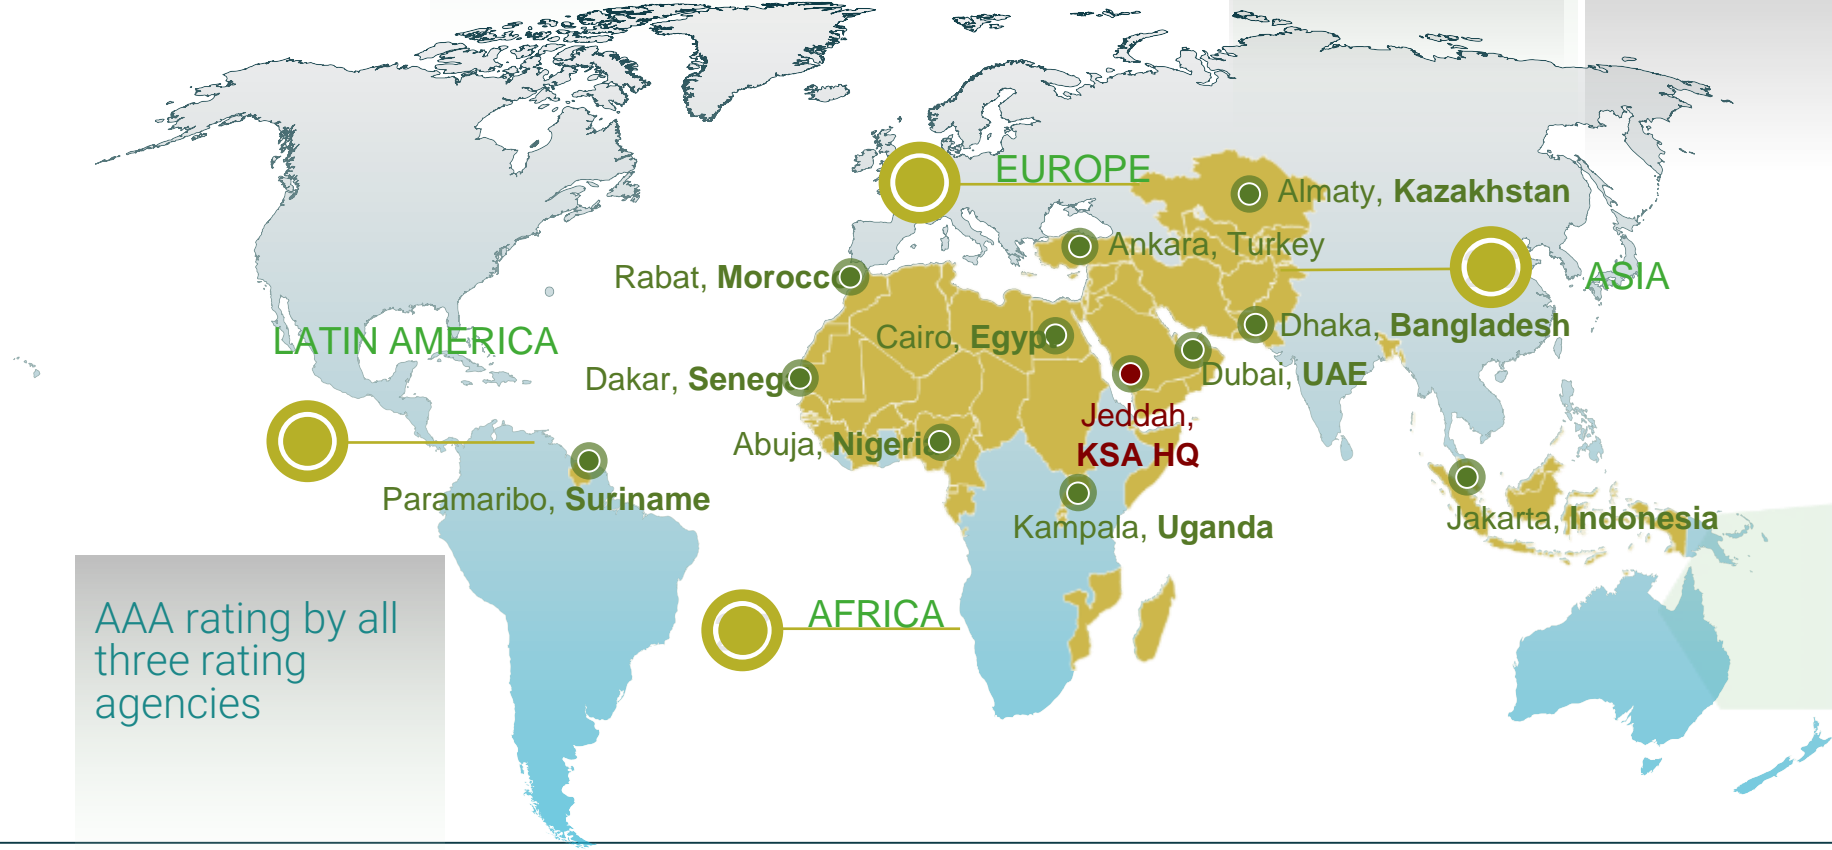 EUROPE
Almaty, Kazakhstan
Ankara, Turkey
Rabat, Morocco
ASIA
Cairo, Egypt
Dhaka, Bangladesh
LATIN AMERICA
Dakar, Seneg
Dubai, UAE
Jeddah,
KSA HQ
Abuja, Nigeria
Paramaribo, Suriname
Kampala, Uganda
Jakarta, Indonesia
AFRICA
AAA rating by all
three rating
agencies